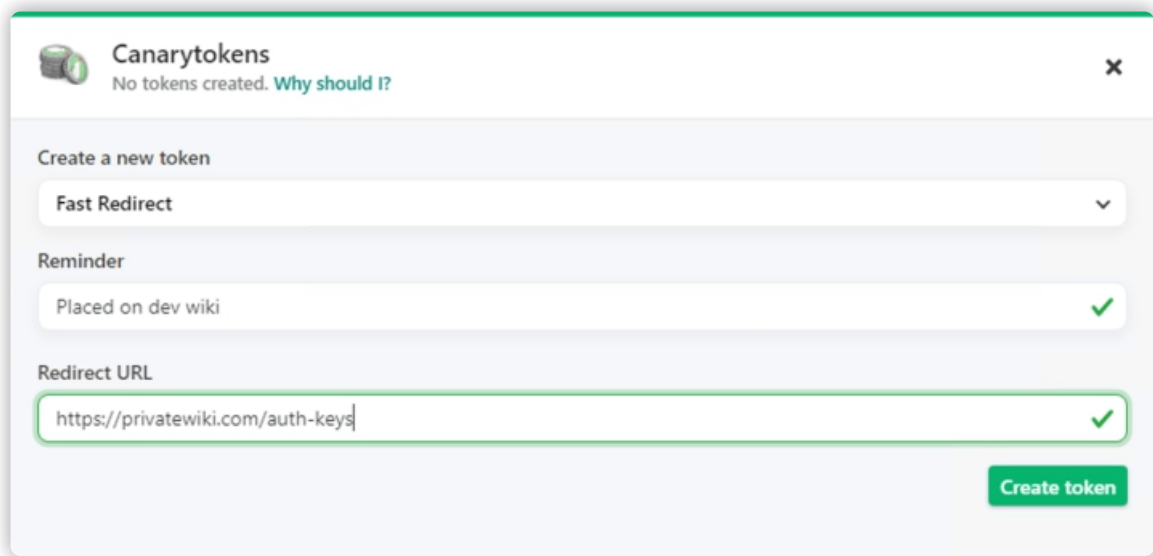 Canarytokens
No tokens created. Why should I?
Create a new token
Fast Redirect
Reminder
Placed on dev wiki
Redirect URL
https://privatewiki.com/auth-keys
Create token